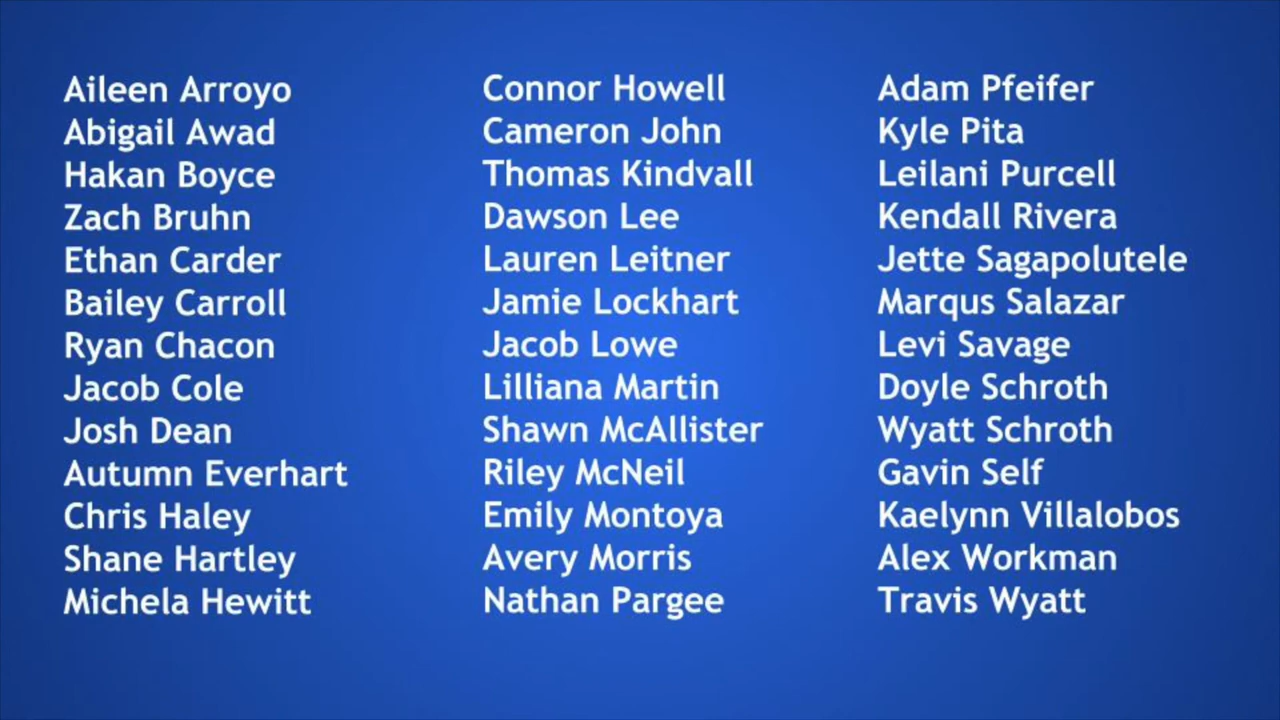 Aileen Arroyo
Abigail Awad
Hakan Boyce
Zach Bruhn
Ethan Carder
Bailey Carroll
Ryan Chacon
Jacob Cole
Josh Dean
Autumn Everhart
Chris Haley
Shane Hartley
Michela Hewitt
Connor Howell
Cameron John
Thomas Kindvall
Dawson Lee
Lauren Leitner
Jamie Lockhart
Jacob Lowe
Lilliana Martin
Shawn McAllister
Riley McNeil
Emily Montoya
Avery Morris
Nathan Pargee
Adam Pfeifer
Kyle Pita
Leilani Purcell
Kendall Rivera
Jette Sagapolutele
Marqus Salazar
Levi Savage
Doyle Schroth
Wyatt Schroth
Gavin Self
Kaelynn Villalobos
Alex Workman
Travis Wyatt